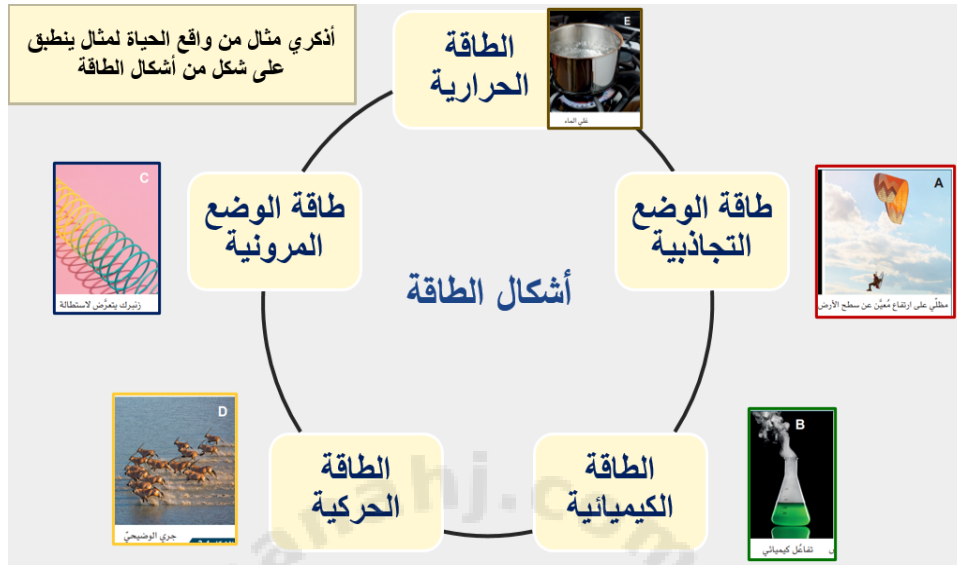 أذكري مثال من واقع الحياة لمثال ينطبق
على شكل من أشكال الطاقة
الطاقة
الحرارية
E
غلي الماء
طاقة الوضع
التجاذبية
A
مظلّي على ارتفاع مُعيَّن عن سطح الأرض
طاقة الوضع
المرونية
C
زنبرك يتعرَّض لاستطالة
أشكال الطاقة
الطاقة
الكيميائية
B
تفاعُل كيميائي
الطاقة
الحركية
D
جري الوضيحيّ